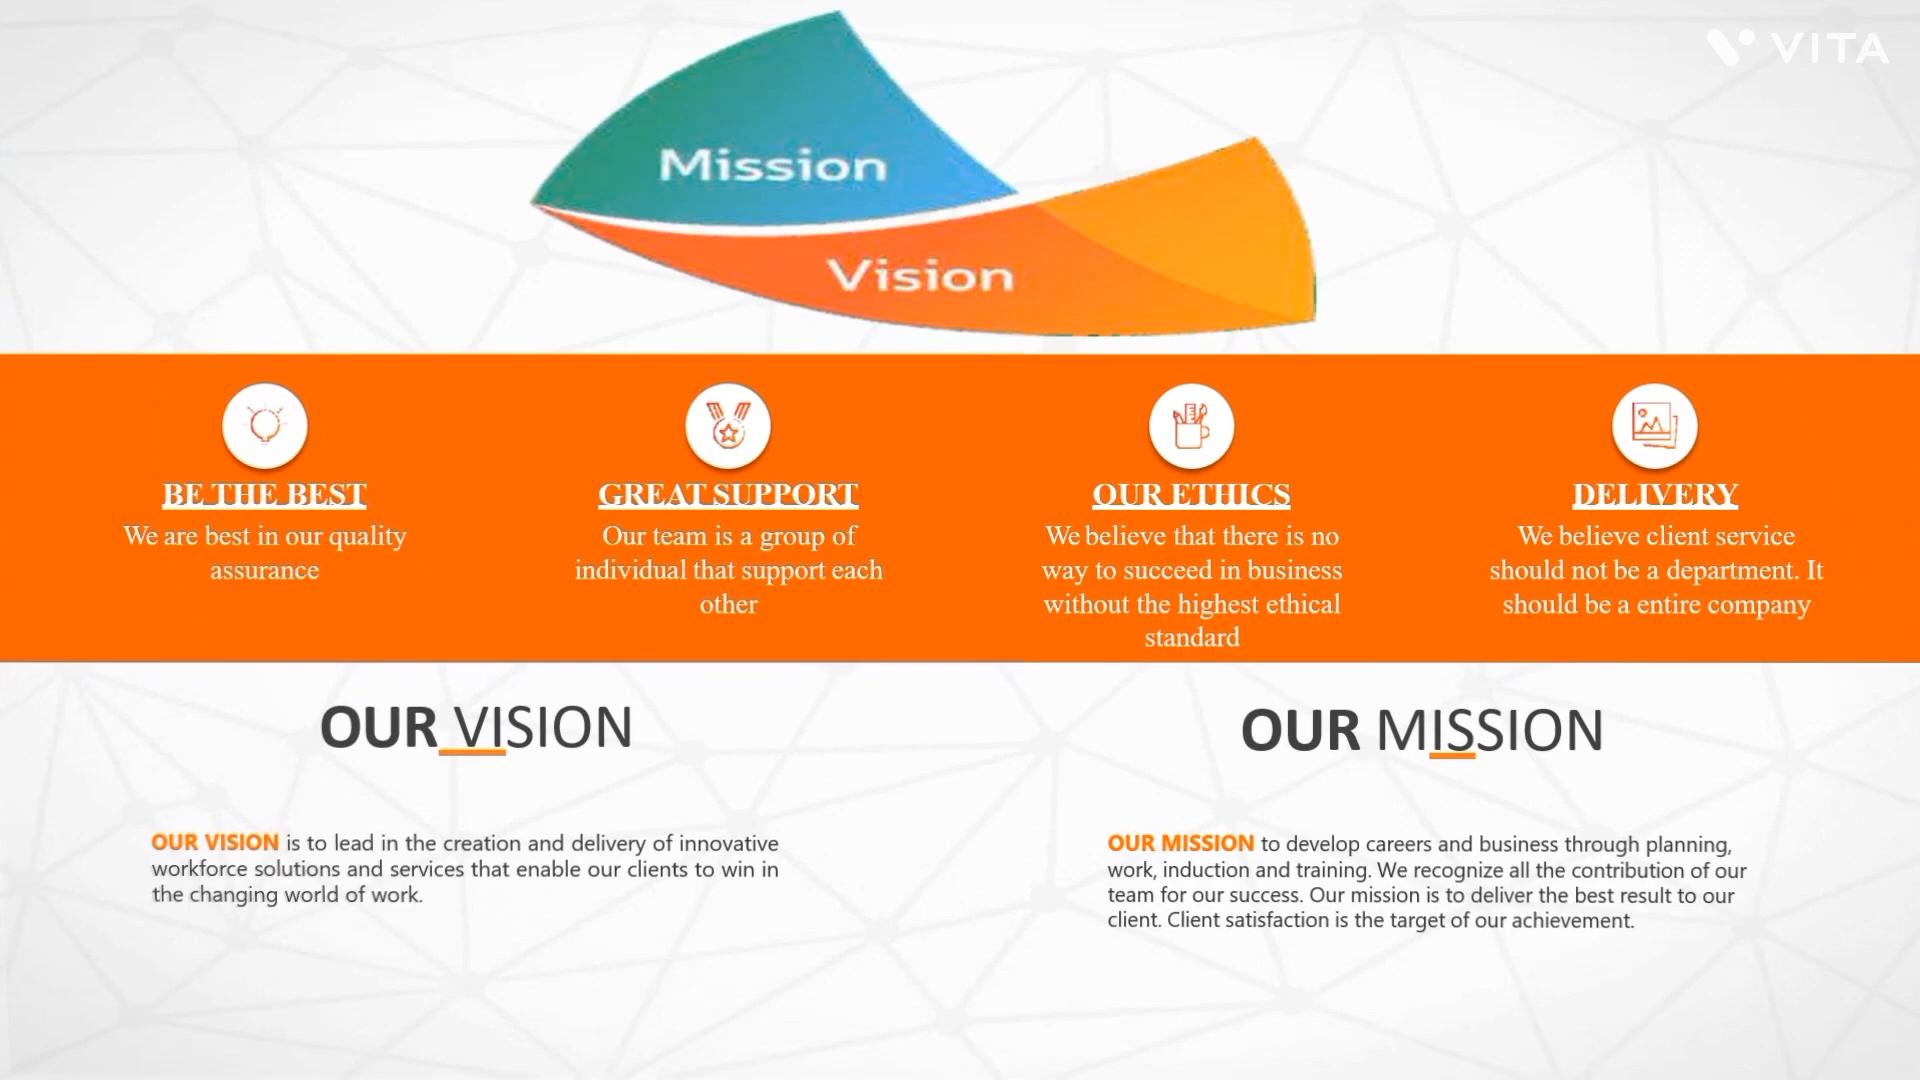 VITA
Mission
Vision
BE THE BEST
We are best in our quality
assurance
GREAT SUPPORT
Our team is a group of
individual that support each
other
OUR ETHICS
We believe that there is no
way to succeed in business
without the highest ethical
standard
DELIVERY
We believe client service
should not be a department. It
should be a entire company
OUR VISION
OUR VISION is to lead in the creation and delivery of innovative
workforce solutions and services that enable our clients to win in
the changing world of work.
OUR MISSION
OUR MISSION to develop careers and business through planning,
work, induction and training. We recognize all the contribution of our
team for our success. Our mission is to deliver the best result to our
client. Client satisfaction is the target of our achievement.